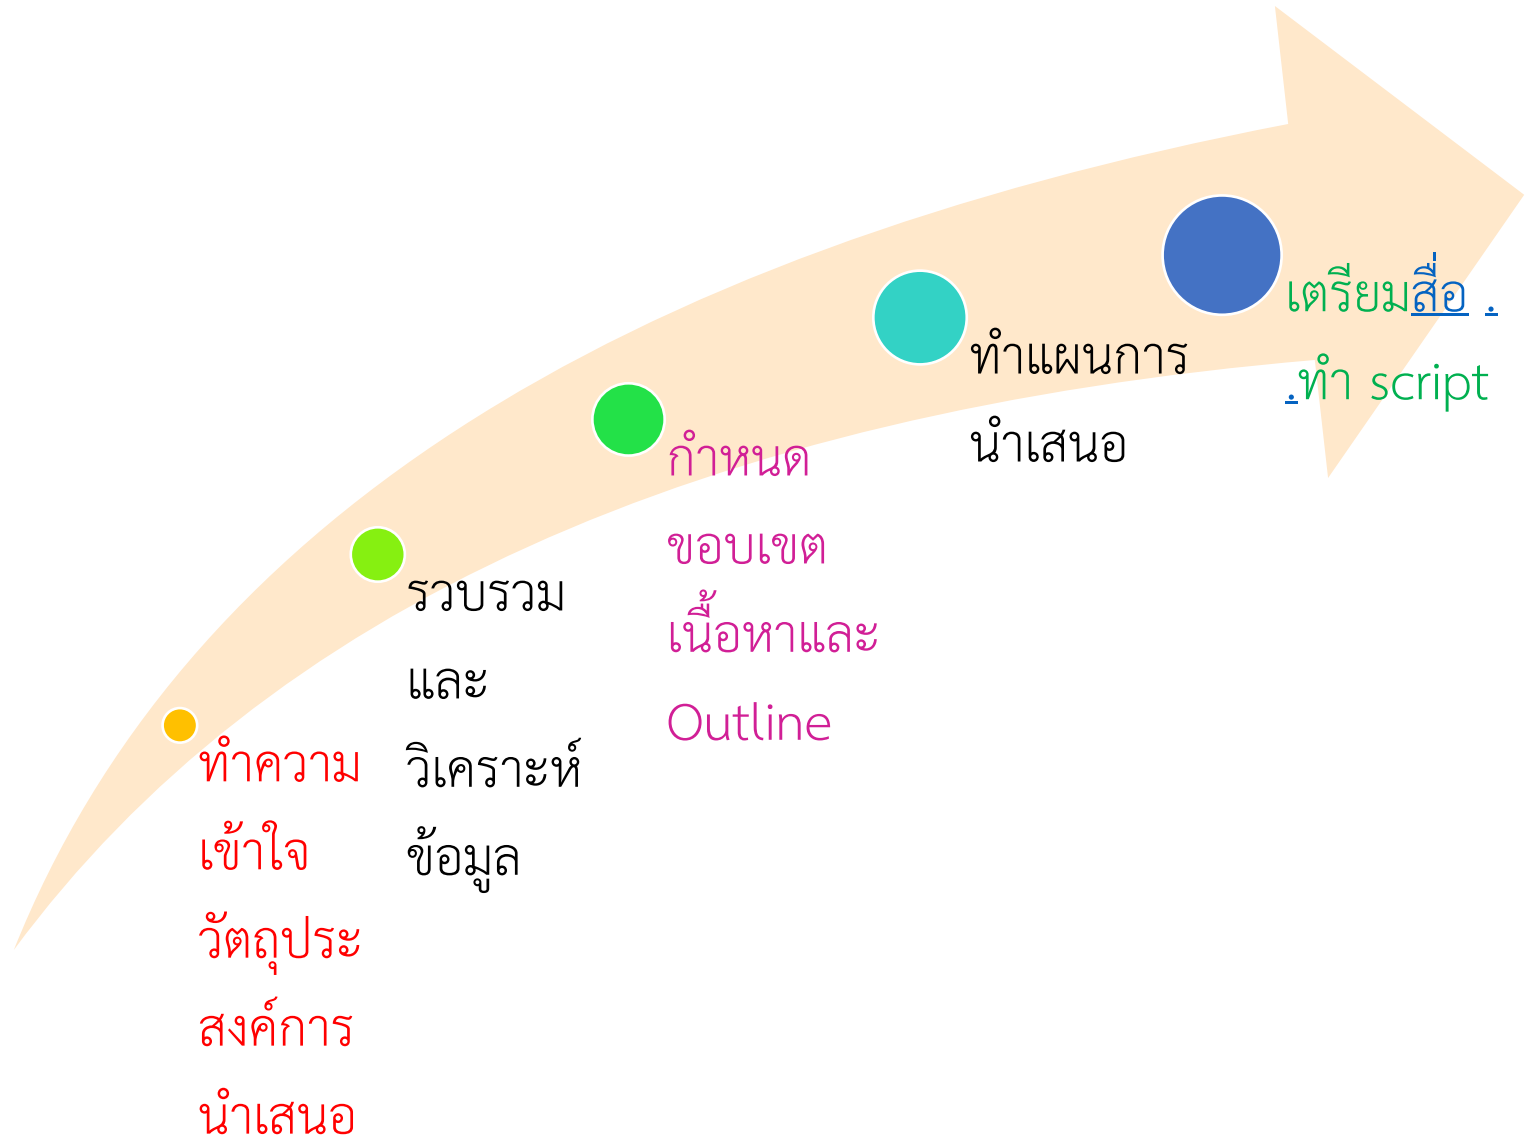 ทำความ
เข้าใจ
วัตถุประ
สงค์การ
นำเสนอ
รวบรวม
และ
วิเคราะห์
ข้อมูล
กำหนด
ขอบเขต
เนื้อหาและ
Outline
ทำแผนการ
นำเสนอ
เตรียมสื่อ .
.ทำ script